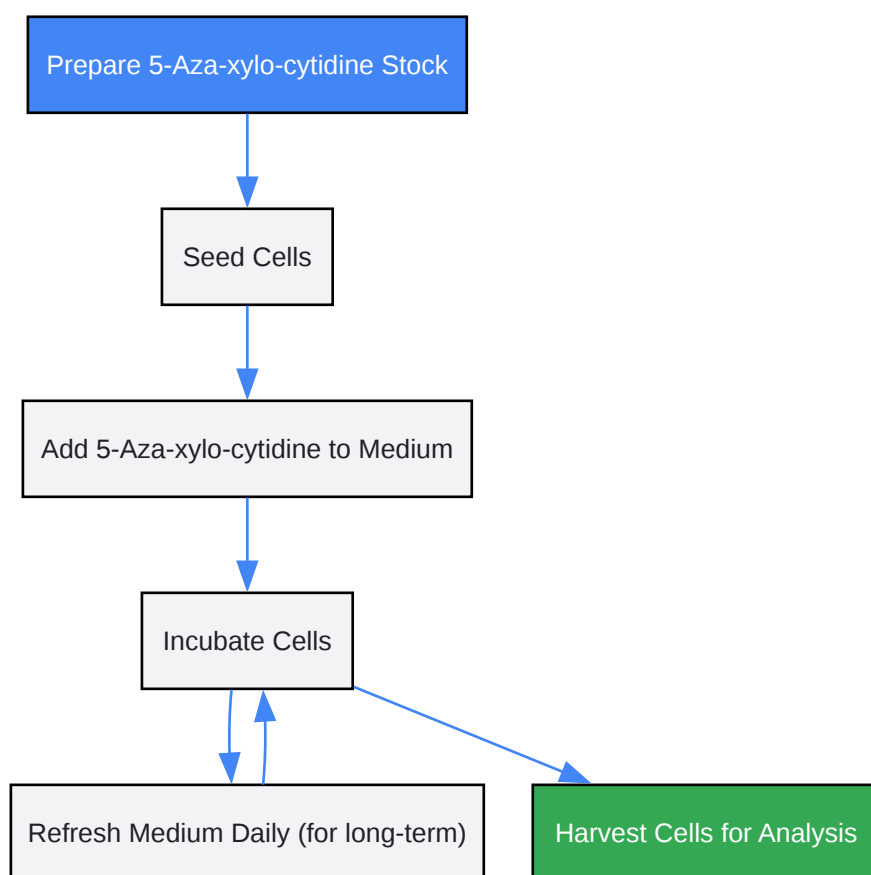 Prepare 5-Aza-xylo-cytidine Stock
Seed Cells
Add 5-Aza-xylo-cytidine to Medium
Incubate Cells
Refresh Medium Daily (for long-term)
Harvest Cells for Analysis